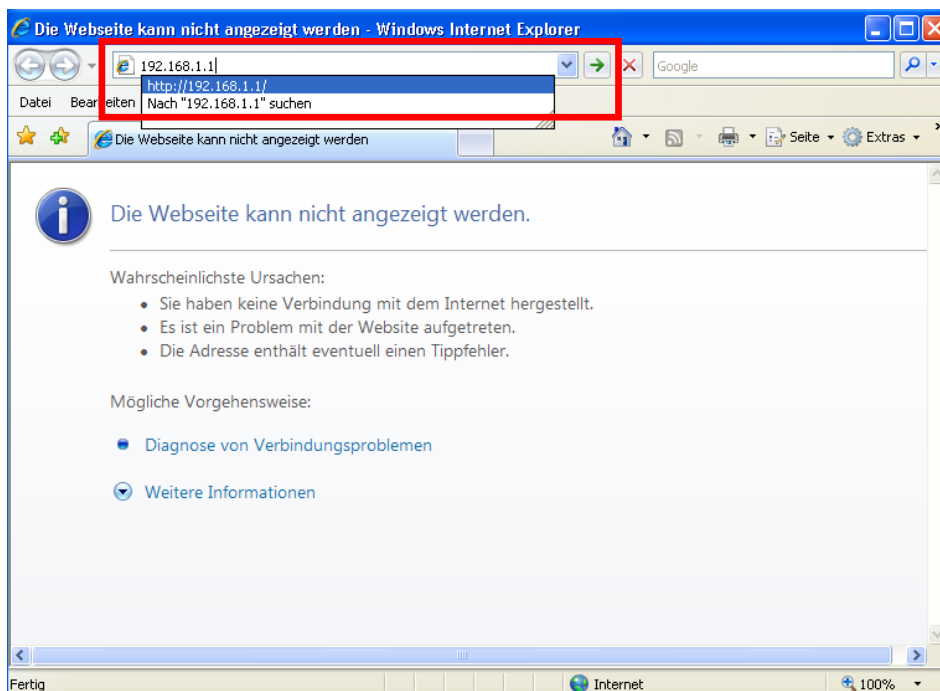 Die Webseite kann nicht angezeigt werden - Windows Internet Explorer
192.168.1.1
Google
http://192.168.1.1/
Nach "192.168.1.1" suchen
Datei Bearbeiten
Die Webseite kann nicht angezeigt werden
Seite Extras
Die Webseite kann nicht angezeigt werden.
Wahrscheinlichste Ursachen:
Sie haben keine Verbindung mit dem Internet hergestellt.
Es ist ein Problem mit der Website aufgetreten.
Die Adresse enthält eventuell einen Tippfehler.
Mögliche Vorgehensweise:
Diagnose von Verbindungsproblemen
Weitere Informationen
Fertig
Internet
100%